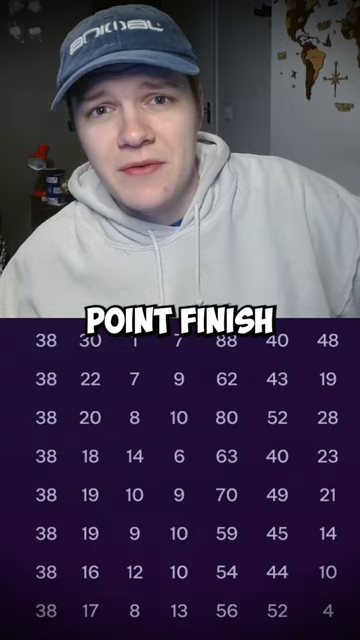 animal
POINT FINISH
38 30 1 7 88 40 48
38 22 7 9 62 43 19
38 20 8 10 80 52 28
38 18 14 6 63 40 23
38 19 10 9 70 49 21
38 19 9 10 59 45 14
38 16 12 10 54 44 10
38 17 8 13 56 52 4